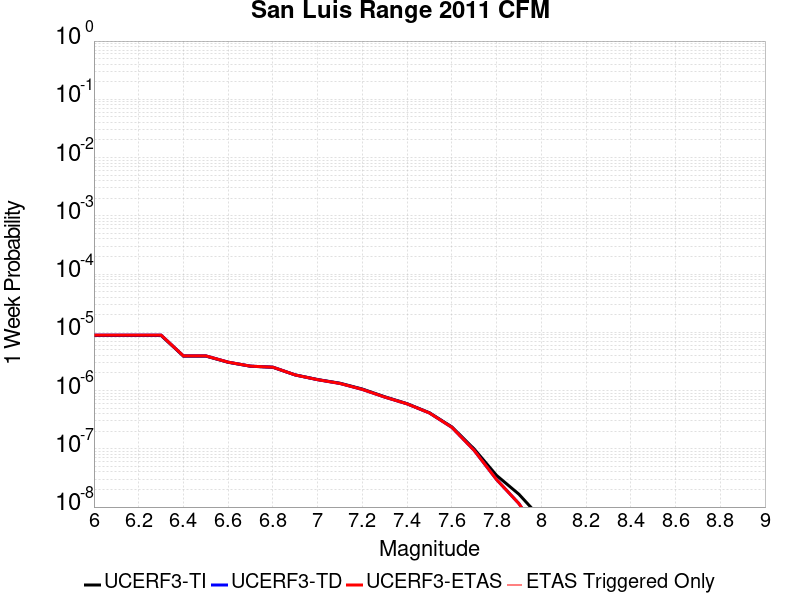 San Luis Range 2011 CFM
10^0
10^-1
10^-2
10^-3
10^-4
10^-5
10^-6
10^-7
10^-8
1 Week Probability
6 6.2 6.4 6.6 6.8 7 7.2 7.4 7.6 7.8 8 8.2 8.4 8.6 8.8 9
Magnitude
UCERF3-TI UCERF3-TD UCERF3-ETAS ETAS Triggered Only